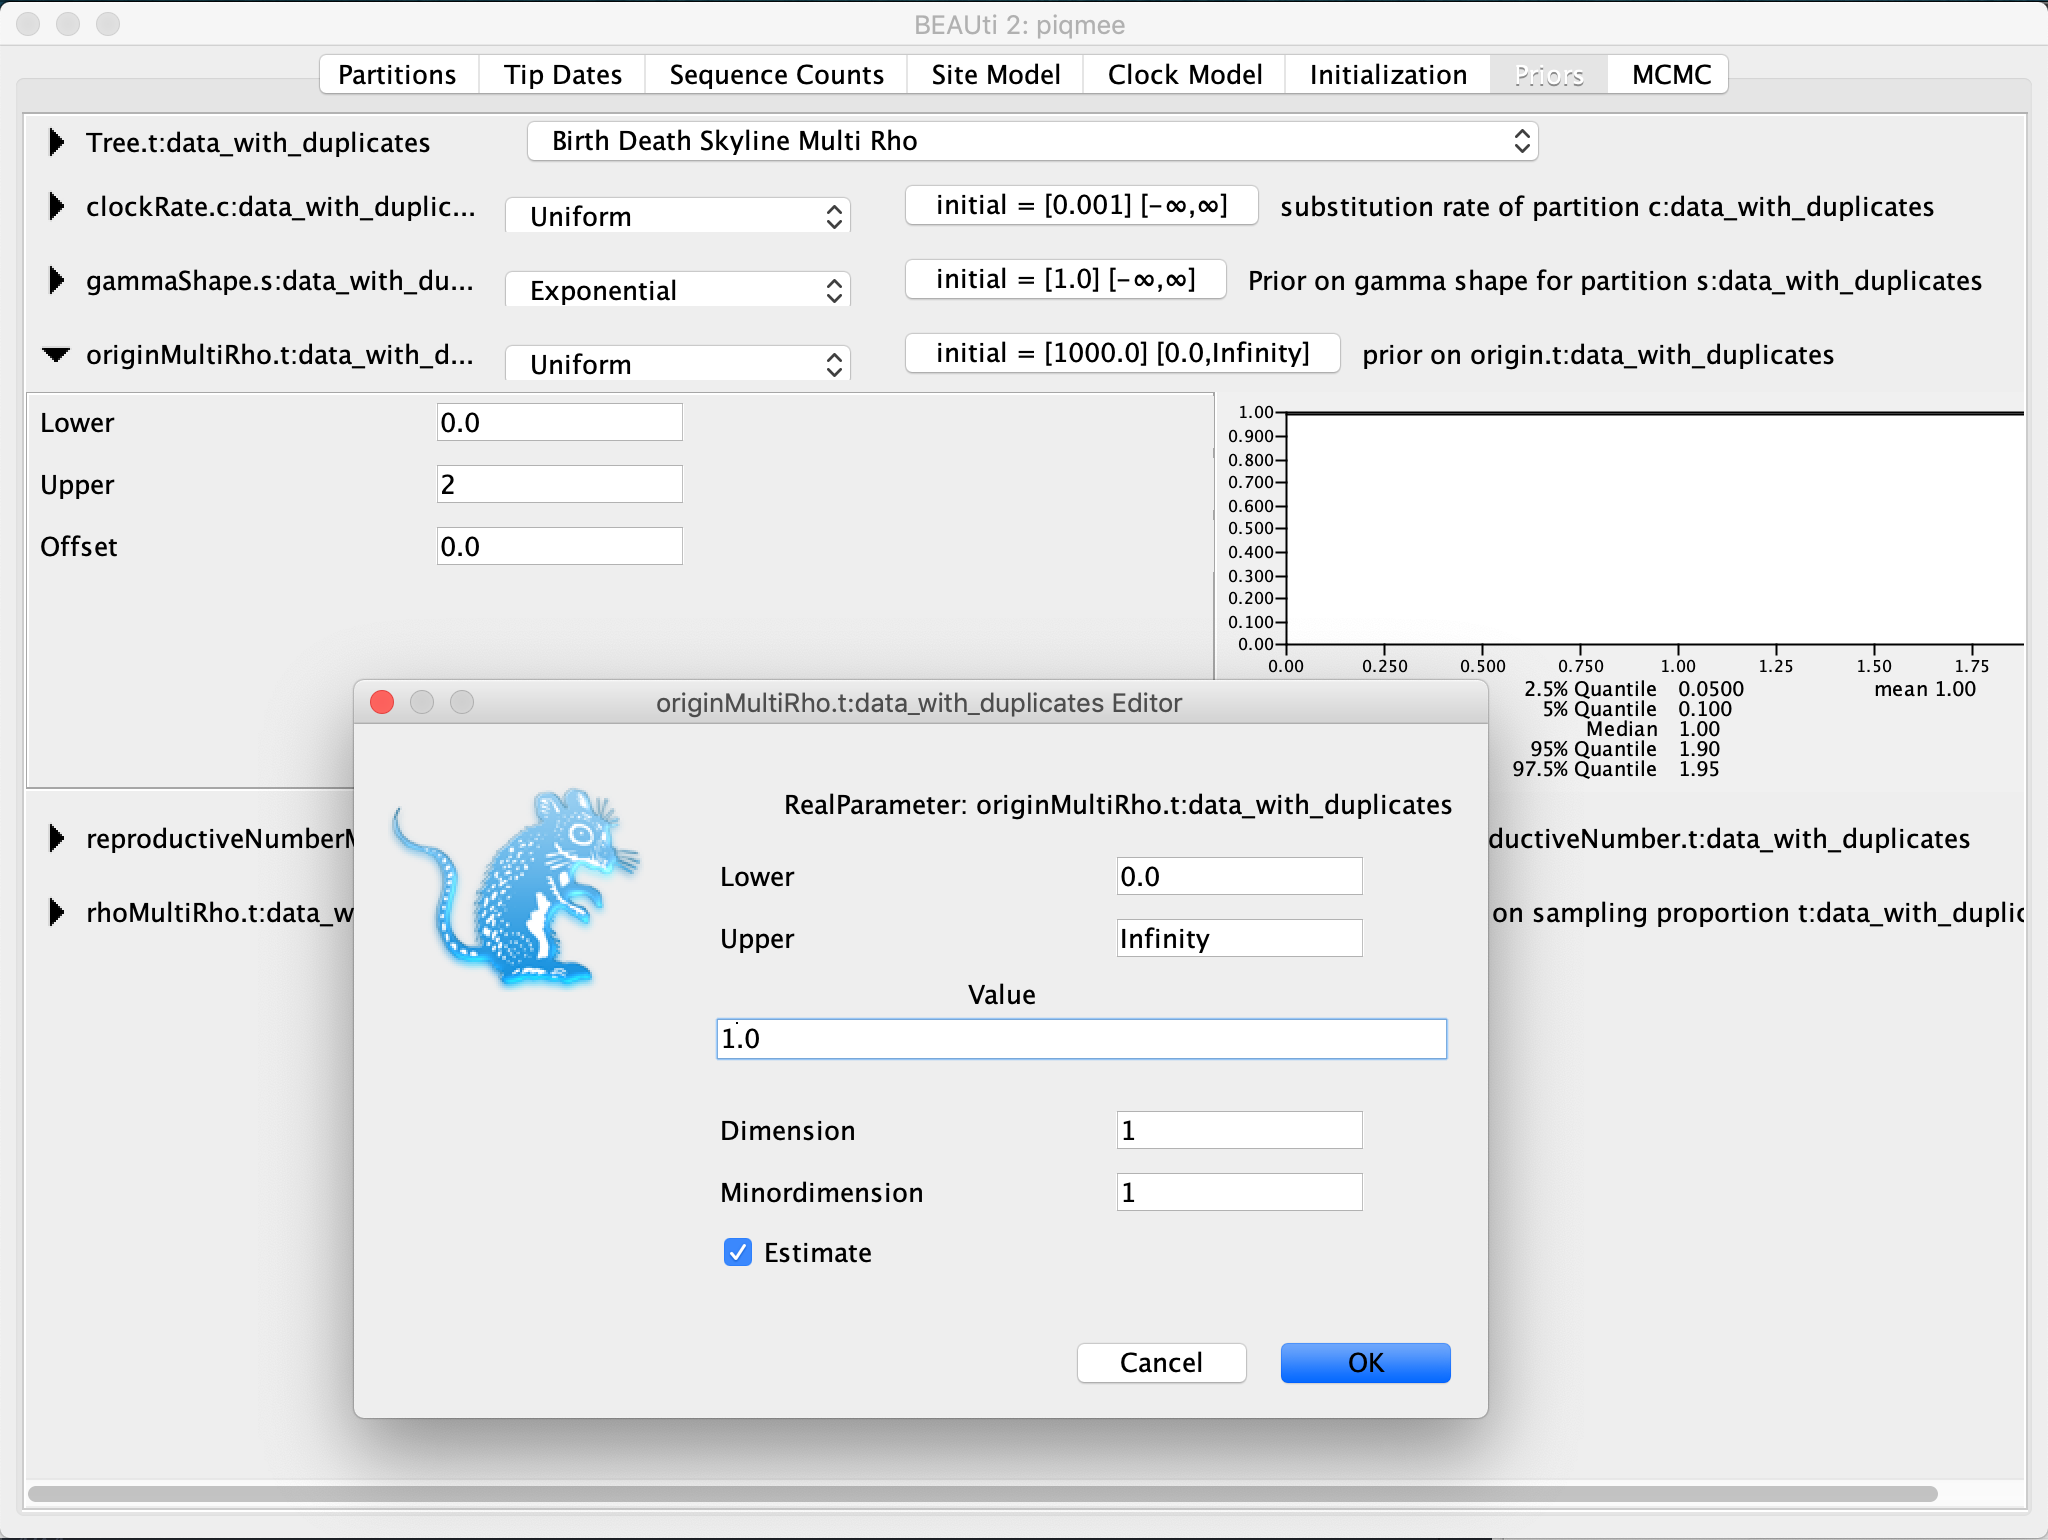 BEAUti 2: piqmee
Partitions Tip Dates Sequence Counts Site Model Clock Model Initialization Priors MCMC
Tree.t:data_with_duplicates Birth Death Skyline Multi Rho
clockRate.c:data_with_duplic... Uniform initial = [0.001] [-∞,∞] substitution rate of partition c:data_with_duplicates
gammaShape.s:data_with_du... Exponential initial = [1.0] [-∞,∞] Prior on gamma shape for partition s:data_with_duplicates
originMultiRho.t:data_with_d... Uniform initial = [1000.0] [0.0,Infinity] prior on origin.t:data_with_duplicates
Lower 0.0
Upper 2
Offset 0.0
1.00
0.900
0.800
0.700
0.600
0.500
0.400
0.300
0.200
0.100
0.00
0.00 0.250 0.500 0.750 1.00 1.25 1.50 1.75
2.5% Quantile 0.0500 mean 1.00
5% Quantile 0.100
Median 1.00
95% Quantile 1.90
97.5% Quantile 1.95
originMultiRho.t:data_with_duplicates Editor
RealParameter: originMultiRho.t:data_with_duplicates
Lower 0.0
Upper Infinity
Value
1.0
Dimension 1
Minordimension 1
Estimate
Cancel OK
reproductiveNumberM ductiveNumber.t:data_with_duplicates
rhoMultiRho.t:data_w on sampling proportion t:data_with_duplic